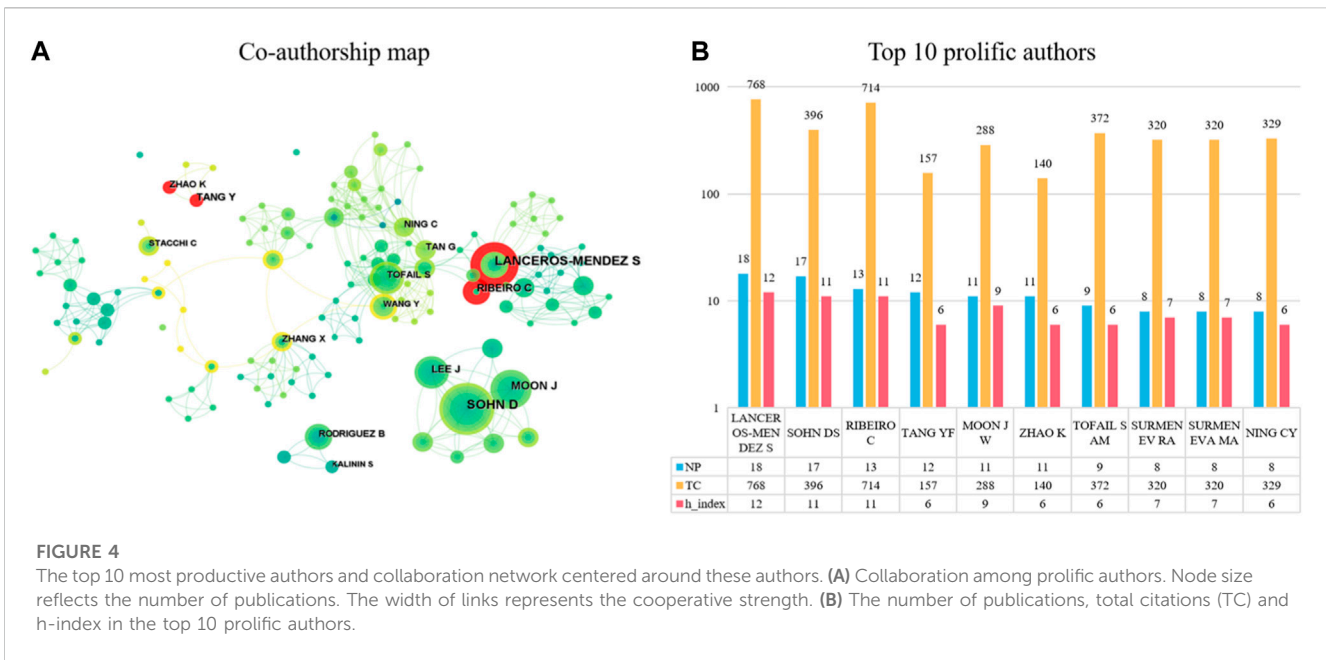 A
Co-authorship map
ZHAO K
TANG Y
STACCHI C
NING C
TAN G
LANCEROS-MENDEZ S
TOFAIL S
RIBEIRO C
WANG Y
ZHANG X
LEE J
MOON J
SOHN D
RODRIGUEZ B
KALININ S
B
Top 10 prolific authors
1000
100
10
1
768
396
714
157
288
140
372
320
320
329
18
12
17
11
13
11
12
6
11
9
11
6
9
6
8
7
8
7
8
6
LANCER
OS-MEN
DEZ S
SOHN DS
RIBEIRO
C
TANG YF
MOON J
W
ZHAO K
TOFAIL S
AM
SURMEN
EV RA
SURMEN
EVA MA
NING CY
NP 18 17 13 12 11 11 9 8 8 8
TC 768 396 714 157 288 140 372 320 320 329
h_index 12 11 11 6 9 6 6 7 7 6
FIGURE 4
The top 10 most productive authors and collaboration network centered around these authors. (A) Collaboration among prolific authors. Node size
reflects the number of publications. The width of links represents the cooperative strength. (B) The number of publications, total citations (TC) and
h-index in the top 10 prolific authors.